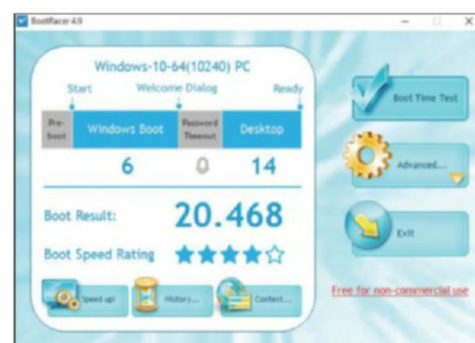 BootRacer 4.9
Windows-10-64(10240) PC
Start Welcome Dialog Ready
Pre-boot Windows Boot Password Timeout Desktop
6 0 14
Boot Result: 20.468
Boot Speed Rating
Speed up! History... Contest...
Boot Time Test
Advanced...
Exit
Free for non-commercial use